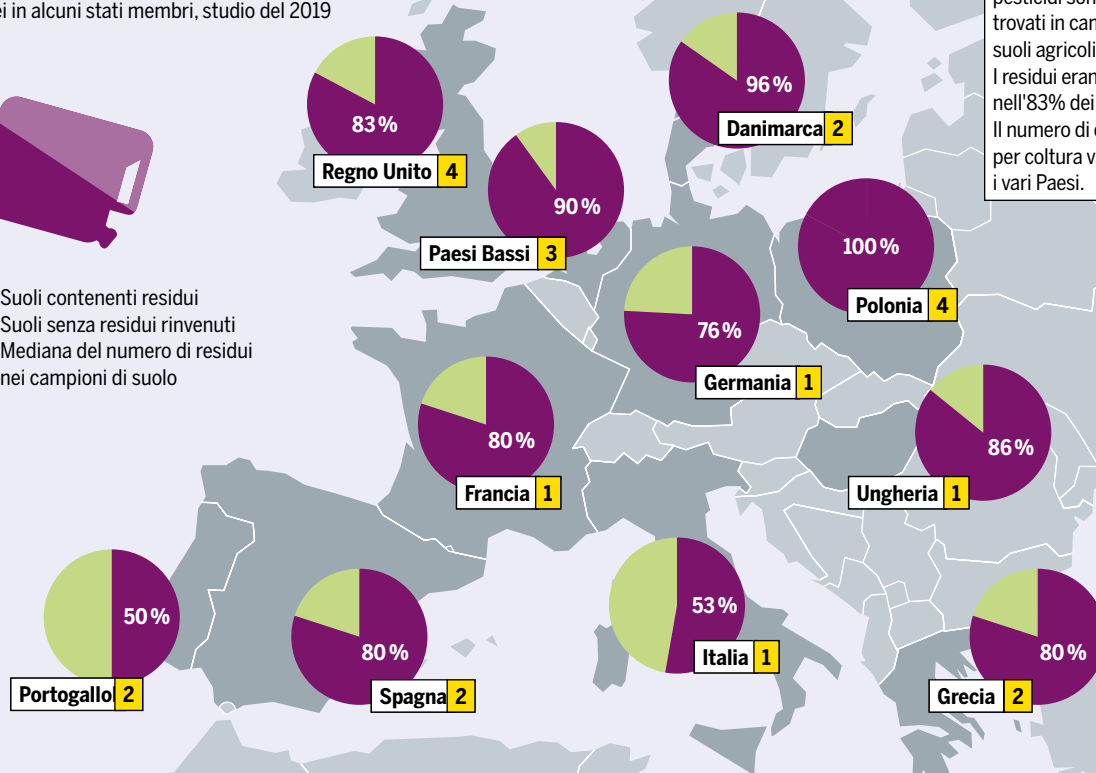 ei in alcuni stati membri, studio del 2019
trovati in
suoli agricoli
I residui
nell'83% dei
Il numero di
per coltura
i vari Paesi.
83 %
Regno Unito 4
96 %
Danimarca 2
90 %
Paesi Bassi 3
100 %
Polonia 4
Suoli contenenti residui
Suoli senza residui rinvenuti
Mediana del numero di residui
nei campioni di suolo
76 %
Germania 1
80 %
Francia 1
86 %
Ungheria 1
50 %
Portogallo 2
80 %
Spagna 2
53 %
Italia 1
80 %
Grecia 2